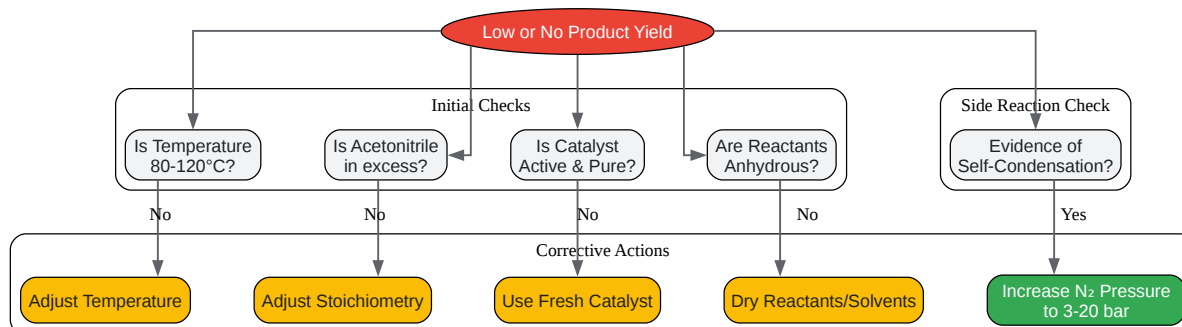 Low or No Product Yield
Initial Checks
Side Reaction Check
Is Temperature
80-120°C?
Is Acetonitrile
in excess?
Is Catalyst
Active & Pure?
Are Reactants
Anhydrous?
Evidence of
Self-Condensation?
No
No
No
No
Yes
Corrective Actions
Adjust Temperature
Adjust Stoichiometry
Use Fresh Catalyst
Dry Reactants/Solvents
Increase N₂ Pressure
to 3-20 bar